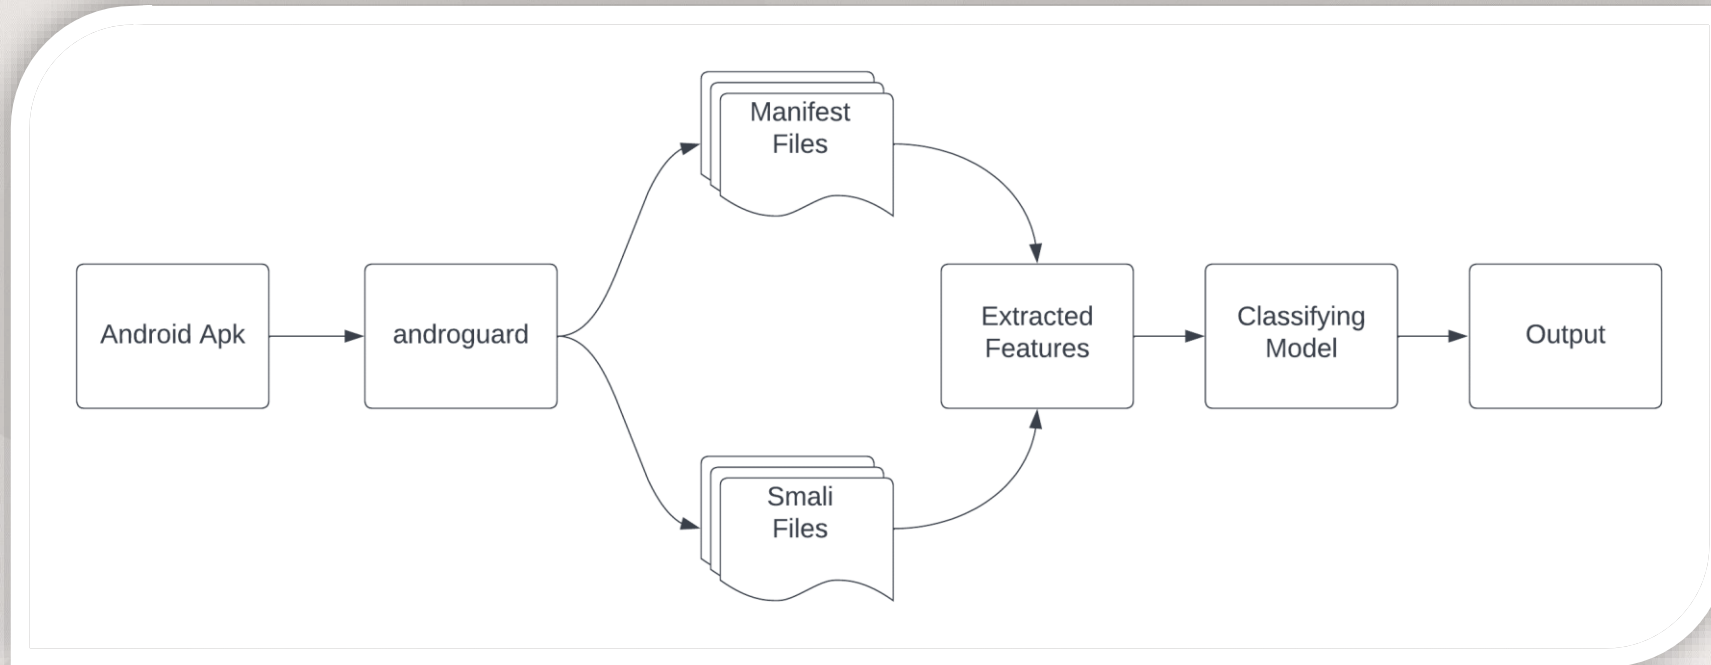 Manifest
Files
Android Apk
androguard
Extracted
Features
Classifying
Model
Output
Smali
Files